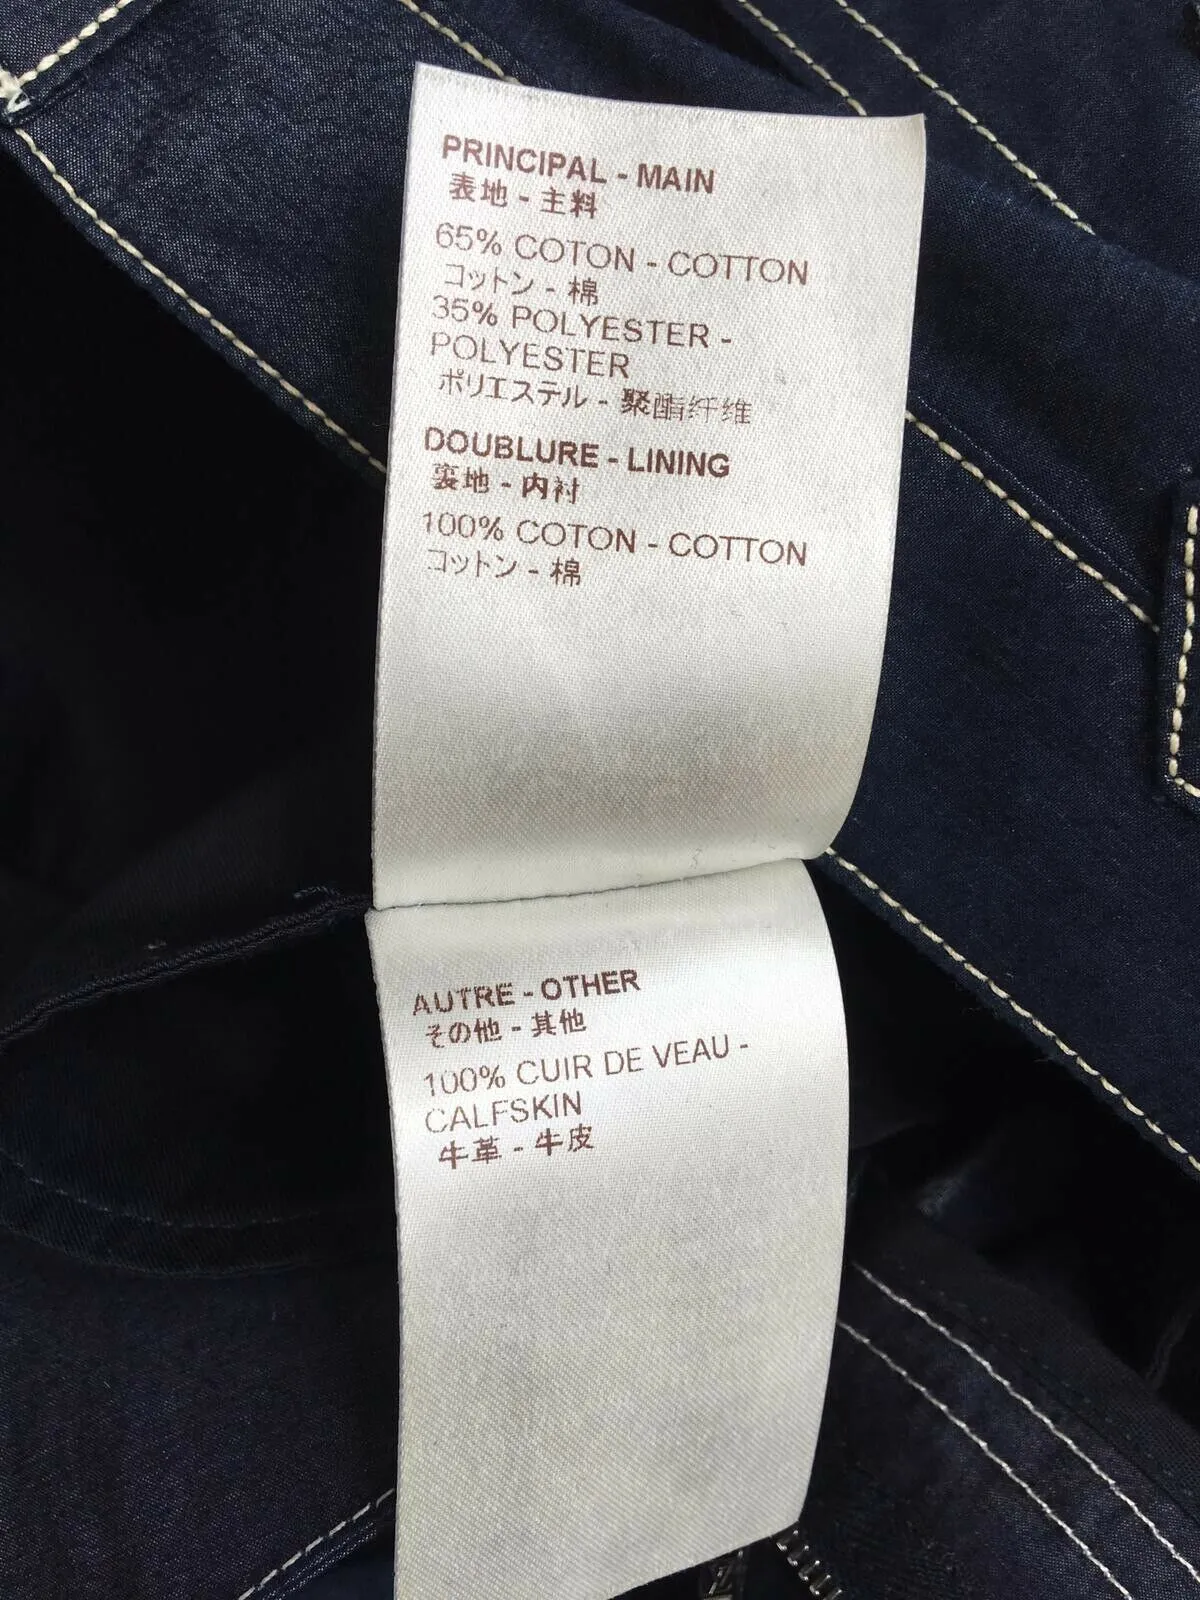 PRINCIPAL - MAIN
表地 - 主料
65% COTON - COTTON
コットン - 棉
35% POLYESTER -
POLYESTER
ポリエステル - 聚酯纤维
DOUBLURE - LINING
裏地 - 内衬
100% COTON - COTTON
コットン - 棉
AUTRE - OTHER
その他 - 其他
100% CUIR DE VEAU -
CALFSKIN
牛革 - 牛皮